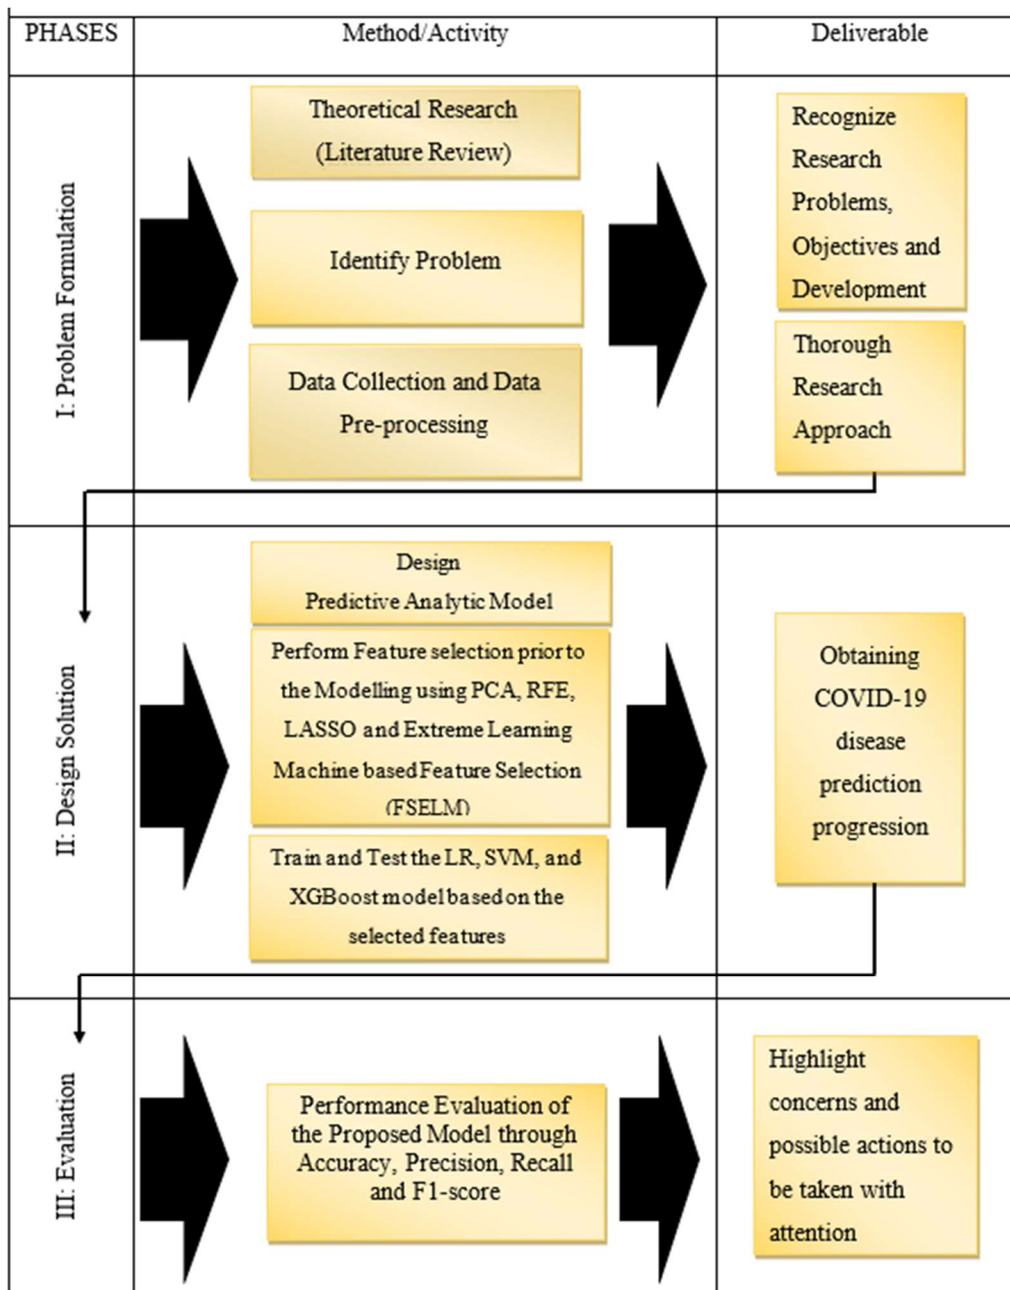 PHASES
Method/Activity
Deliverable
I: Problem Formulation
Theoretical Research
(Literature Review)
Identify Problem
Data Collection and Data
Pre-processing
Recognize
Research
Problems,
Objectives and
Development
Thorough
Research
Approach
II: Design Solution
Design
Predictive Analytic Model
Perform Feature selection prior to
the Modelling using PCA, RFE,
LASSO and Extreme Learning
Machine based Feature Selection
(FSELM)
Train and Test the LR, SVM, and
XGBoost model based on the
selected features
Obtaining
COVID-19
disease
prediction
progression
III: Evaluation
Performance Evaluation of
the Proposed Model through
Accuracy, Precision, Recall
and F1-score
Highlight
concerns and
possible actions to
be taken with
attention